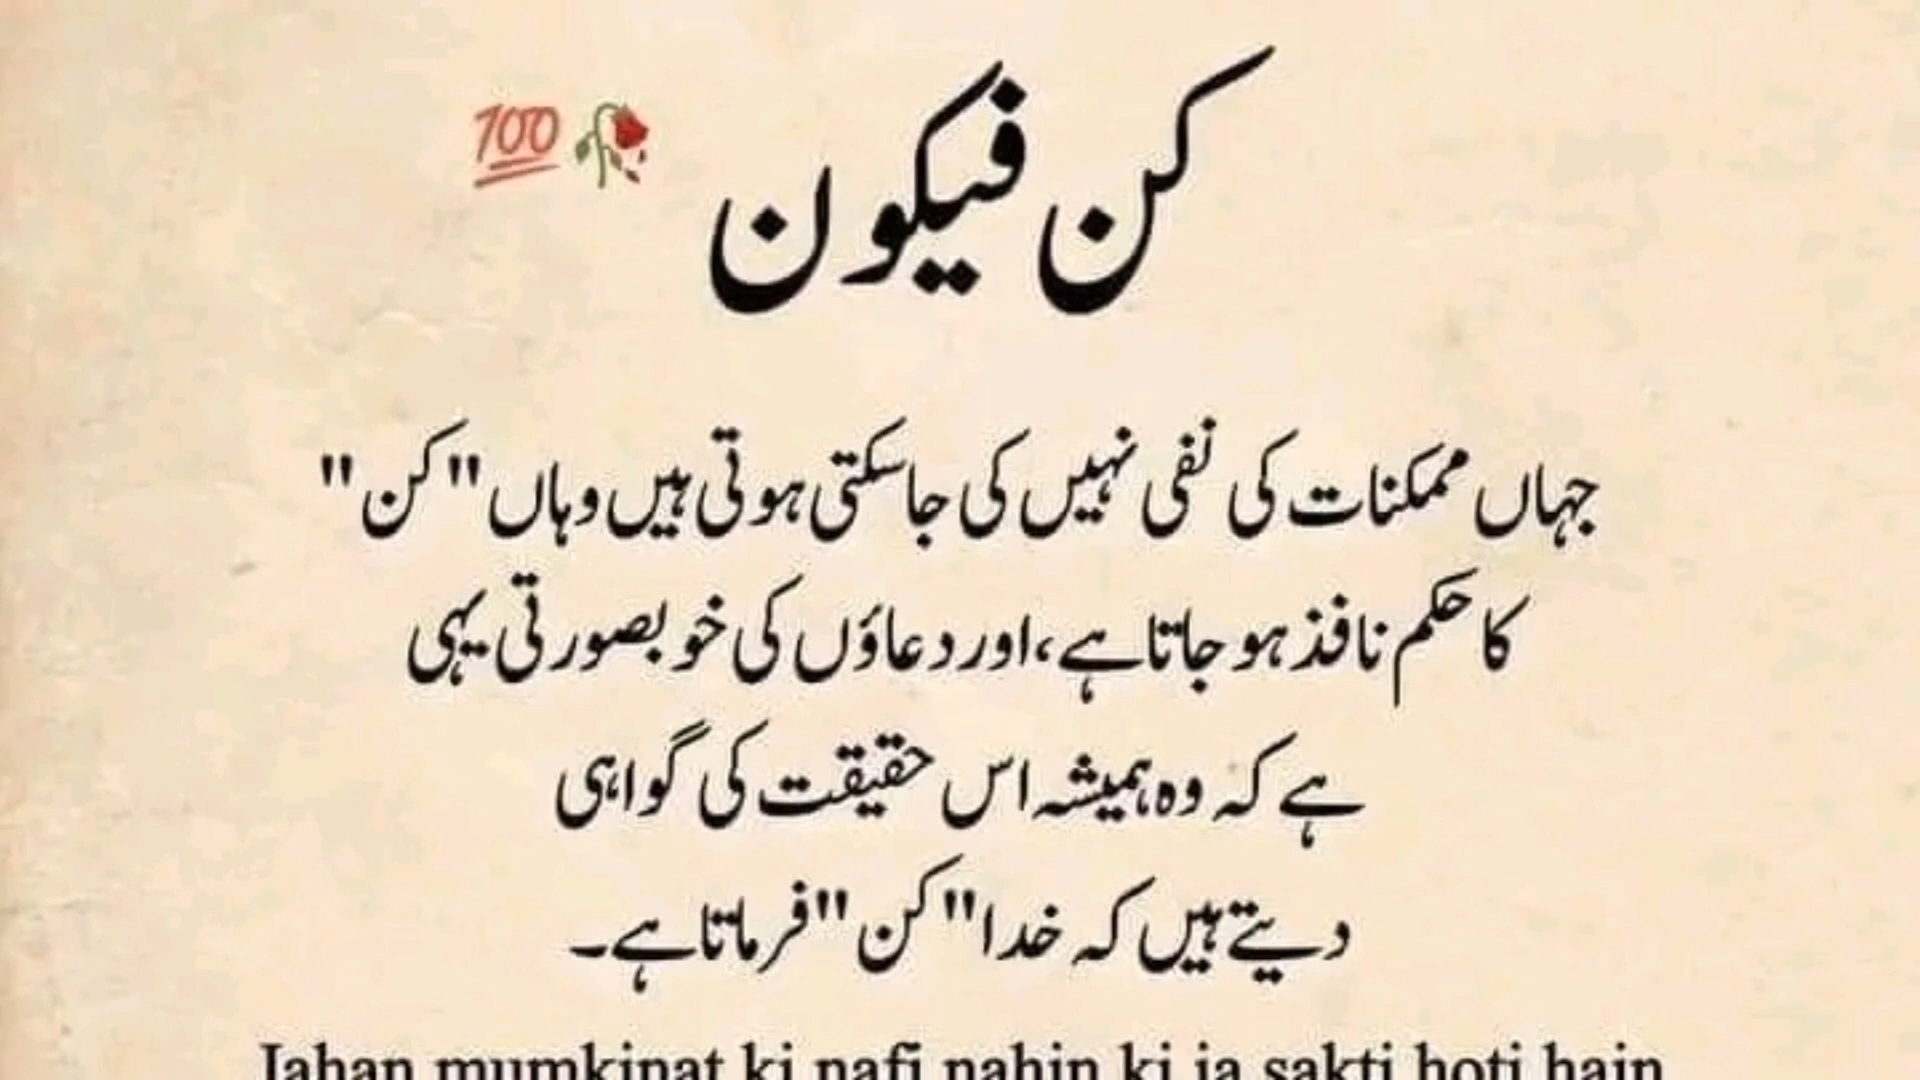 کن فیکون 🥀💯
جہاں ممکنات کی نفی نہیں کی جاسکتی ہوتی ہیں وہاں "کن"
کا حکم نافذ ہو جاتا ہے، اور دعاؤں کی خوبصورتی یہی
ہے کہ وہ ہمیشہ اس حقیقت کی گواہی
دیتے ہیں کہ خدا "کن" فرماتا ہے۔
Jahan mumkinat ki nafi nahin ki ja sakti hoti hain